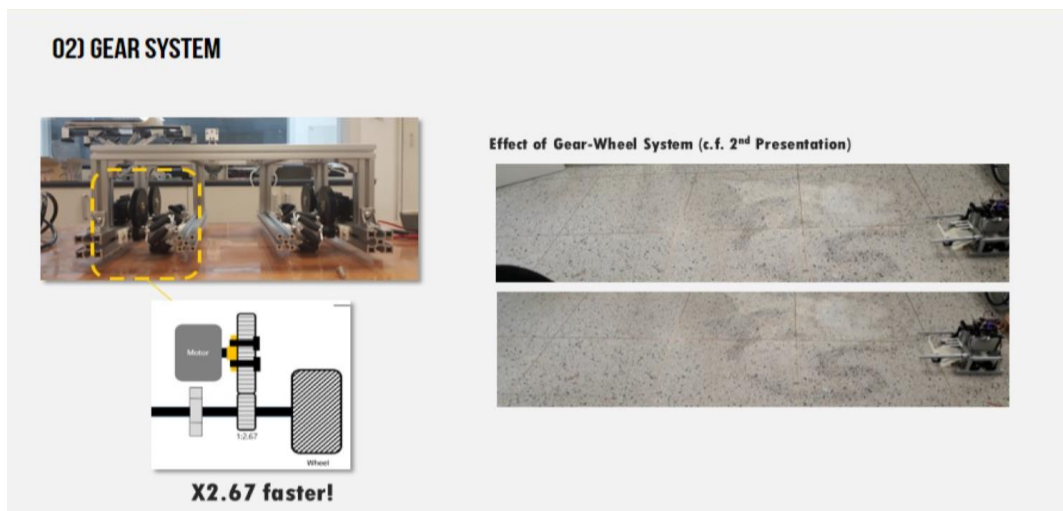 02) GEAR SYSTEM
Effect of Gear-Wheel System (c.f. 2nd Presentation)
Motor
1:2.67
Wheel
X2.67 faster!